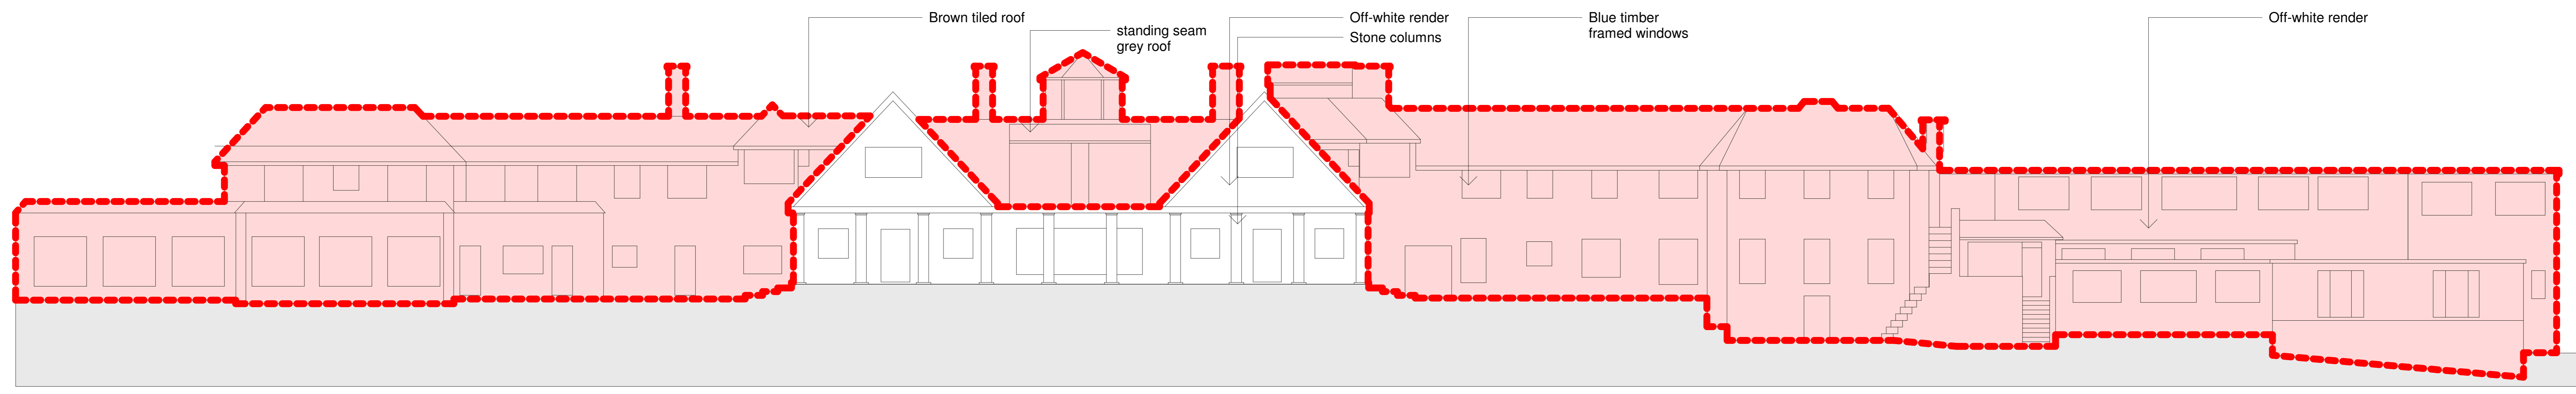 Brown tiled roof
standing seam
grey roof
Off-white render
Stone columns
Blue timber
framed windows
Off-white render